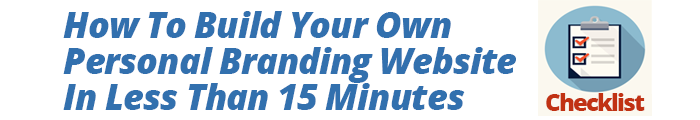 How To Build Your Own
Personal Branding Website
In Less Than 15 Minutes
Checklist